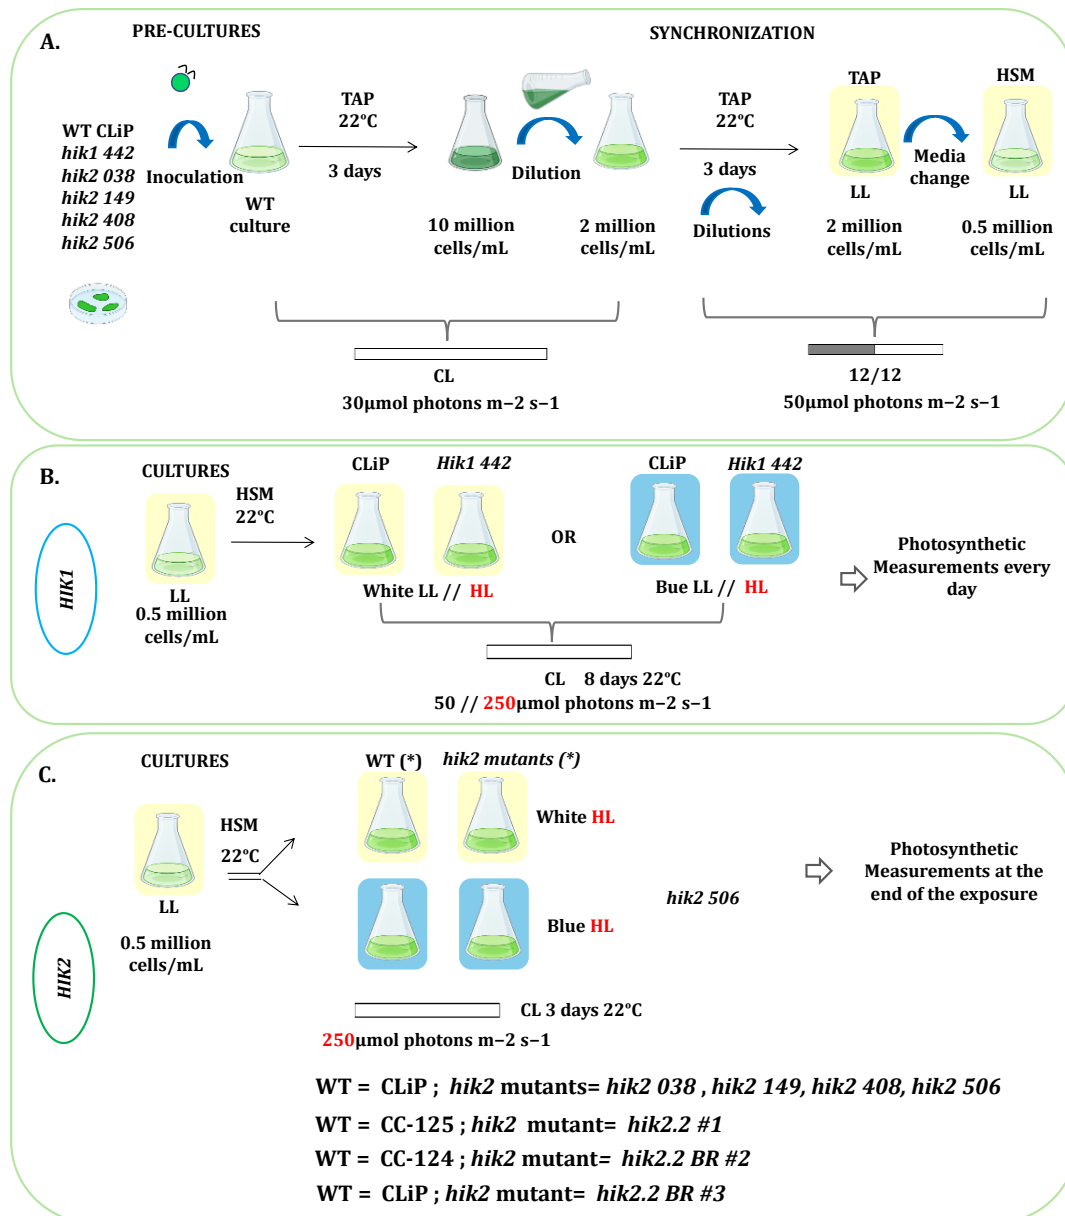 A.
PRE-CULTURES
SYNCHRONIZATION
WT CLiP
hik1 442
hik2 038
hik2 149
hik2 408
hik2 506
Inoculation
WT
culture
TAP
22°C
3 days
10 million
cells/mL
Dilution
2 million
cells/mL
TAP
22°C
3 days
Dilutions
TAP
LL
2 million
cells/mL
Media
change
HSM
LL
0.5 million
cells/mL
CL
30µmol photons m−2 s−1
12/12
50µmol photons m−2 s−1
B.
HIK1
CULTURES
LL
0.5 million
cells/mL
HSM
22°C
CLiP
Hik1 442
White LL // HL
OR
CLiP
Hik1 442
Bue LL // HL
CL 8 days 22°C
50 // 250µmol photons m−2 s−1
Photosynthetic
Measurements every
day
C.
HIK2
CULTURES
LL
0.5 million
cells/mL
HSM
22°C
WT (*)
hik2 mutants (*)
White HL
Blue HL
hik2 506
CL 3 days 22°C
250µmol photons m−2 s−1
Photosynthetic
Measurements at the
end of the exposure
WT = CLiP ; hik2 mutants= hik2 038 , hik2 149, hik2 408, hik2 506
WT = CC-125 ; hik2 mutant= hik2.2 #1
WT = CC-124 ; hik2 mutant= hik2.2 BR #2
WT = CLiP ; hik2 mutant= hik2.2 BR #3